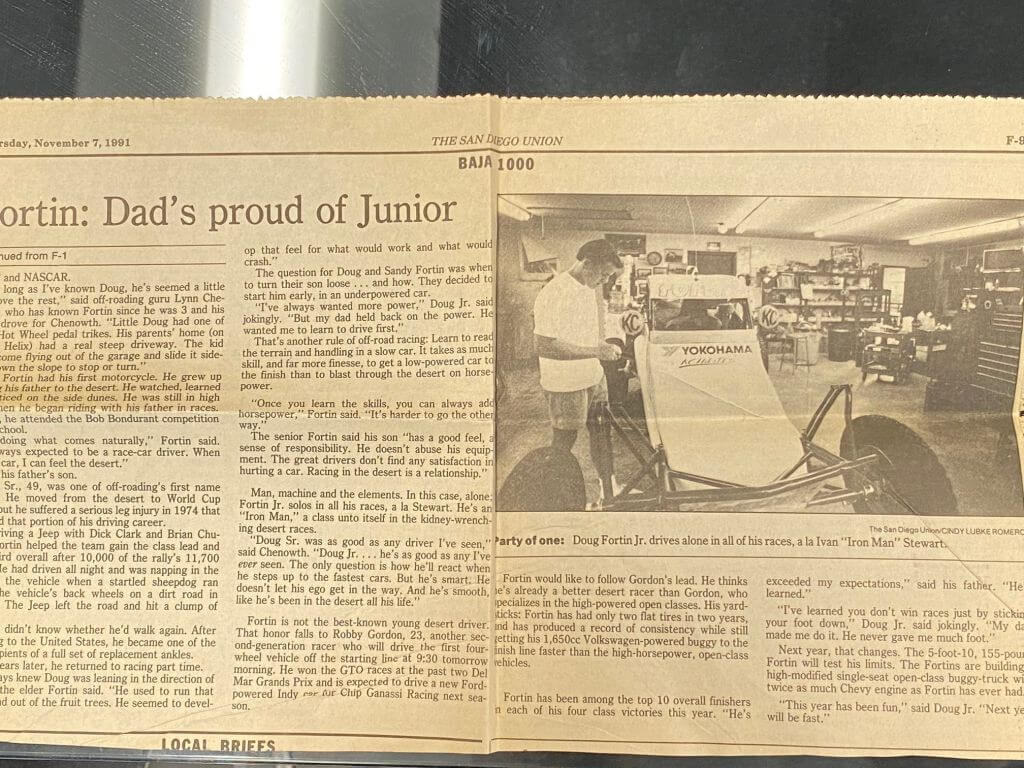 rsday, November 7, 1991
THE SAN DIEGO UNION
F-9
BAJA 1000
ortin: Dad's proud of Junior
nued from F-1
and NASCAR.
long as I've known Doug, he's seemed a little
ove the rest," said off-roading guru Lynn Che-
who has known Fortin since he was 3 and his
drove for Chenowth. "Little Doug had one of
Hot Wheel pedal trikes. His parents' home (on
Helix) had a real steep driveway. The kid
come flying out of the garage and slide it side-
own the slope to stop or turn."
Fortin had his first motorcycle. He grew up
g his father to the desert. He watched, learned
ticed on the side dunes. He was still in high
hen he began riding with his father in races.
, he attended the Bob Bondurant competition
chool.
doing what comes naturally," Fortin said.
ways expected to be a race-car driver. When
car, I can feel the desert."
his father's son.
Sr., 49, was one of off-roading's first name
He moved from the desert to World Cup
but he suffered a serious leg injury in 1974 that
d that portion of his driving career.
iving a Jeep with Dick Clark and Brian Chu-
ortin helped the team gain the class lead and
ird overall after 10,000 of the rally's 11,700
He had driven all night and was napping in the
the vehicle when a startled sheepdog ran
the vehicle's back wheels on a dirt road in
The Jeep left the road and hit a clump of
didn't know whether he'd walk again. After
g to the United States, he became one of the
pients of a full set of replacement ankles.
ears later, he returned to racing part time.
ays knew Doug was leaning in the direction of
the elder Fortin said. "He used to run that
d out of the fruit trees. He seemed to devel-
op that feel for what would work and what would
crash."
The question for Doug and Sandy Fortin was when
to turn their son loose . . . and how. They decided to
start him early, in an underpowered car.
"I've always wanted more power," Doug Jr. said
jokingly. "But my dad held back on the power. He
wanted me to learn to drive first."
That's another rule of off-road racing: Learn to read
the terrain and handling in a slow car. It takes as much
skill, and far more finesse, to get a low-powered car to
the finish than to blast through the desert on horse-
power.
"Once you learn the skills, you can always add
horsepower," Fortin said. "It's harder to go the other
way."
The senior Fortin said his son "has a good feel, a
sense of responsibility. He doesn't abuse his equip-
ment. The great drivers don't find any satisfaction in
hurting a car. Racing in the desert is a relationship."
Man, machine and the elements. In this case, alone.
Fortin Jr. solos in all his races, a la Stewart. He's an
"Iron Man," a class unto itself in the kidney-wrench-
ing desert races.
"Doug Sr. was as good as any driver I've seen,"
said Chenowth. "Doug Jr. . . . he's as good as any I've
ever seen. The only question is how he'll react when
he steps up to the fastest cars. But he's smart. He
doesn't let his ego get in the way. And he's smooth,
like he's been in the desert all his life."
Fortin is not the best-known young desert driver.
That honor falls to Robby Gordon, 23, another sec-
ond-generation racer who will drive the first four-
wheel vehicle off the starting line at 9:30 tomorrow
morning. He won the GTO races at the past two Del
Mar Grands Prix and is expected to drive a new Ford-
powered Indy car for Chip Ganassi Racing next sea-
son.
KC
KC
YOKOHAMA
The San Diego Union/CINDY LUBKE ROMERO
Party of one: Doug Fortin Jr. drives alone in all of his races, a la Ivan "Iron Man" Stewart.
Fortin would like to follow Gordon's lead. He thinks
he's already a better desert racer than Gordon, who
specializes in the high-powered open classes. His yard-
sticks: Fortin has had only two flat tires in two years,
and has produced a record of consistency while still
getting his 1,650cc Volkswagen-powered buggy to the
finish line faster than the high-horsepower, open-class
vehicles.
Fortin has been among the top 10 overall finishers
n each of his four class victories this year. "He's
exceeded my expectations," said his father. "He
learned."
"I've learned you don't win races just by stickin
your foot down," Doug Jr. said jokingly. "My da
made me do it. He never gave me much foot."
Next year, that changes. The 5-foot-10, 155-pou
Fortin will test his limits. The Fortins are building
high-modified single-seat open-class buggy-truck wi
twice as much Chevy engine as Fortin has ever had
"This year has been fun," said Doug Jr. "Next ye
will be fast."
LOCAL BRIEFS